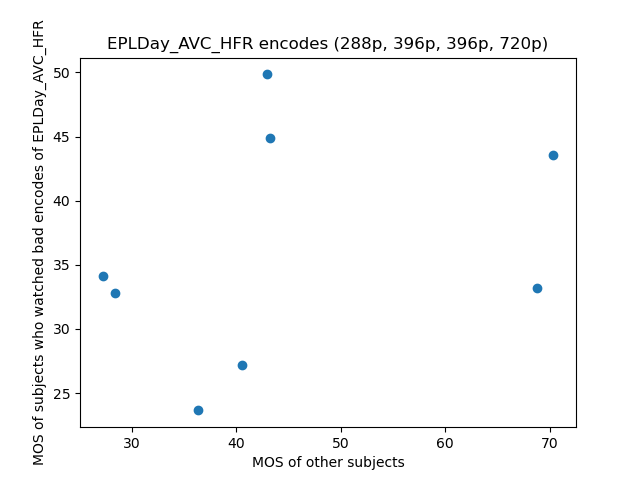 EPLDay_AVC_HFR encodes (288p, 396p, 396p, 720p)
MOS of subjects who watched bad encodes of EPLDay_AVC_HFR
50
45
40
35
30
25
30 40 50 60 70
MOS of other subjects